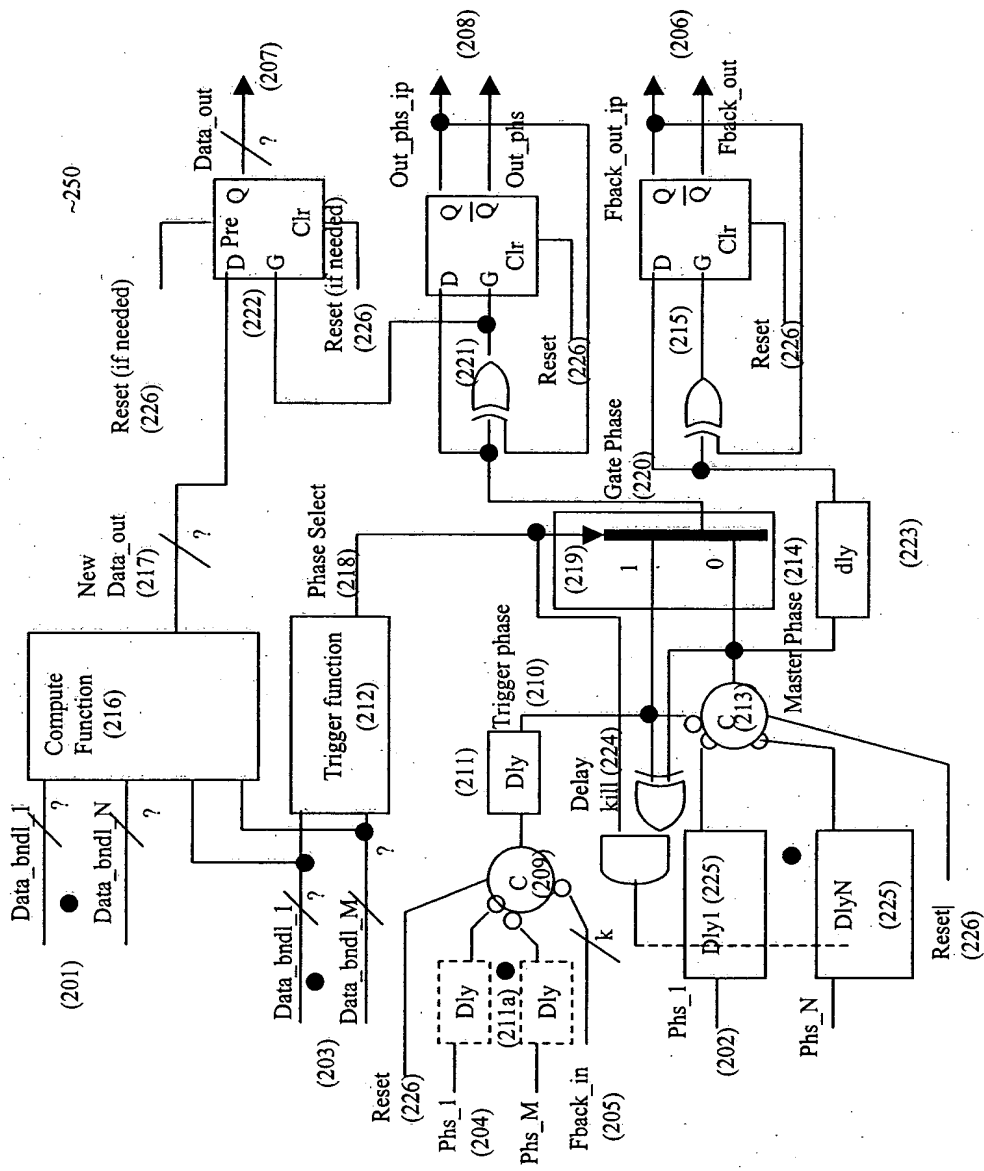 ~250
Data_bndl_1
?
Data_bndl_N
?
(201)
Compute
Function
(216)
New
Data_out
(217)
?
Reset (if needed)
(226)
D
Pre
Q
G
Clr
(222)
Data_out
?
(207)
Reset (if needed)
(226)
Data_bndl_1
?
Data_bndl_M
?
(203)
Trigger function
(212)
Phase Select
(218)
Reset
(226)
Phs_1
(204)
Dly
(211a)
Dly
Phs_M
Fback_in
(205)
k
C
(209)
(211)
Dly
Trigger phase
(210)
Delay
kill (224)
(219)
1
0
Gate Phase
(220)
(221)
D
Q
G
Q
Clr
Reset
(226)
Out_phs_ip
Out_phs
(208)
Phs_1
(202)
Dly1 (225)
Phs_N
DlyN
(225)
Reset
(226)
C
(213)
Master Phase (214)
dly
(223)
(215)
D
Q
G
Q
Clr
Reset
(226)
Fback_out_ip
Fback_out
(206)